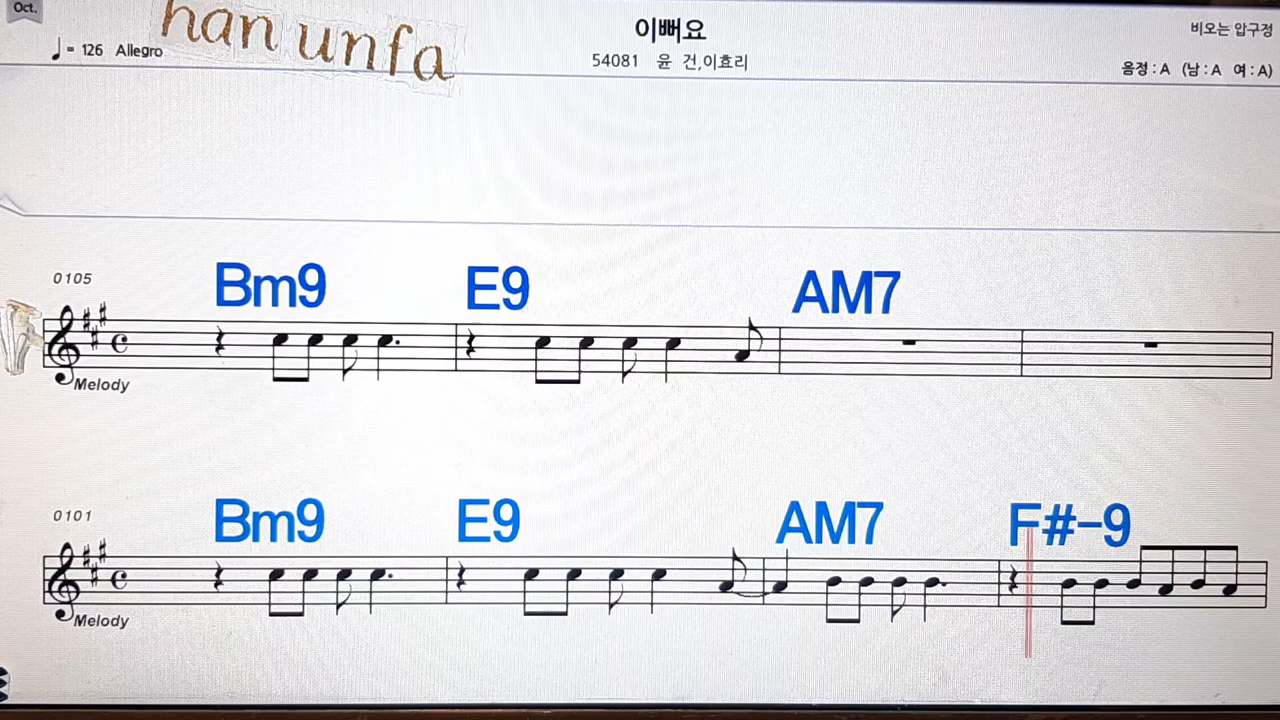 Oct.
♩= 126 Allegro
han unfa
이뻐요
54081 윤 건,이효리
비오는 압구정
음정 : A (남 : A 여 : A)
0105
Bm9 E9 AM7
Melody
0101
Bm9 E9 AM7 F#-9
Melody